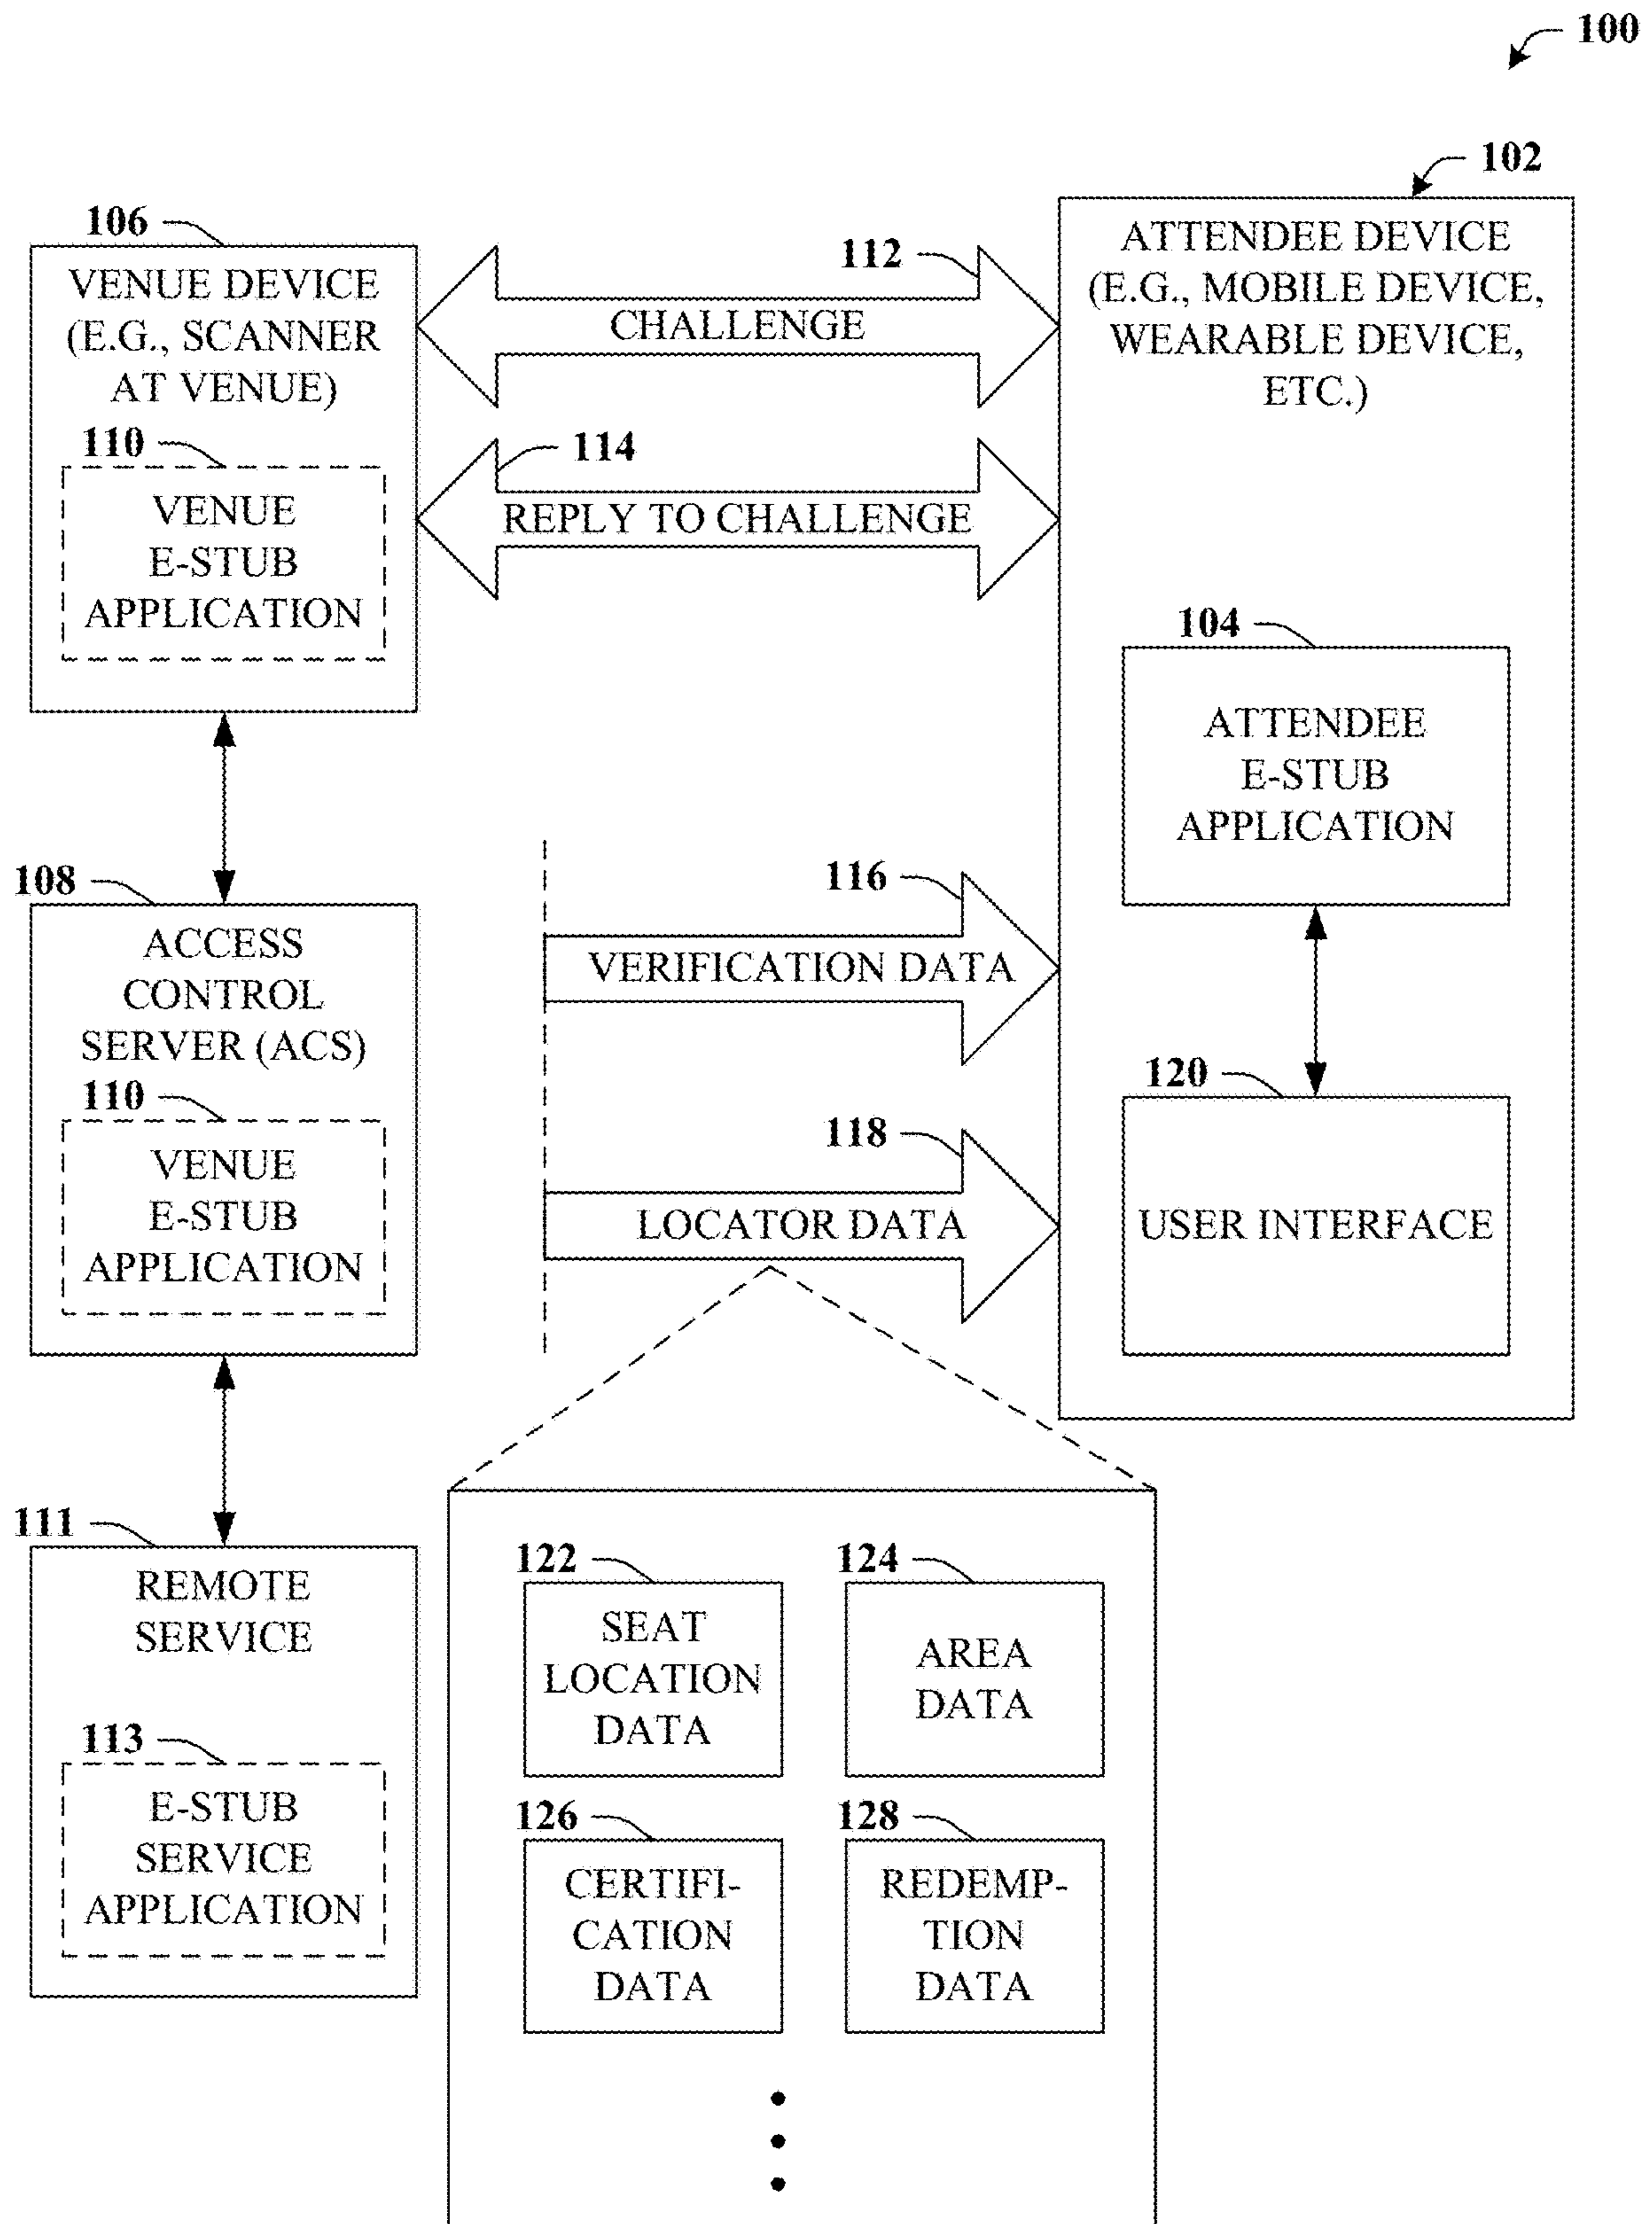 100
102
106
VENUE DEVICE
(E.G., SCANNER
AT VENUE)
110
VENUE
E-STUB
APPLICATION
112
CHALLENGE
114
REPLY TO CHALLENGE
ATTENDEE DEVICE
(E.G., MOBILE DEVICE,
WEARABLE DEVICE,
ETC.)
104
ATTENDEE
E-STUB
APPLICATION
108
ACCESS
CONTROL
SERVER (ACS)
110
VENUE
E-STUB
APPLICATION
116
VERIFICATION DATA
118
LOCATOR DATA
120
USER INTERFACE
111
REMOTE
SERVICE
113
E-STUB
SERVICE
APPLICATION
122
SEAT
LOCATION
DATA
124
AREA
DATA
126
CERTIFI-
CATION
DATA
128
REDEMP-
TION
DATA